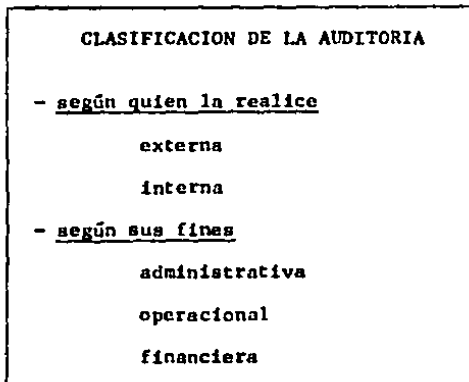 CLASIFICACION DE LA AUDITORIA
- según quien la realice
externa
interna
- según sus fines
administrativa
operacional
financiera